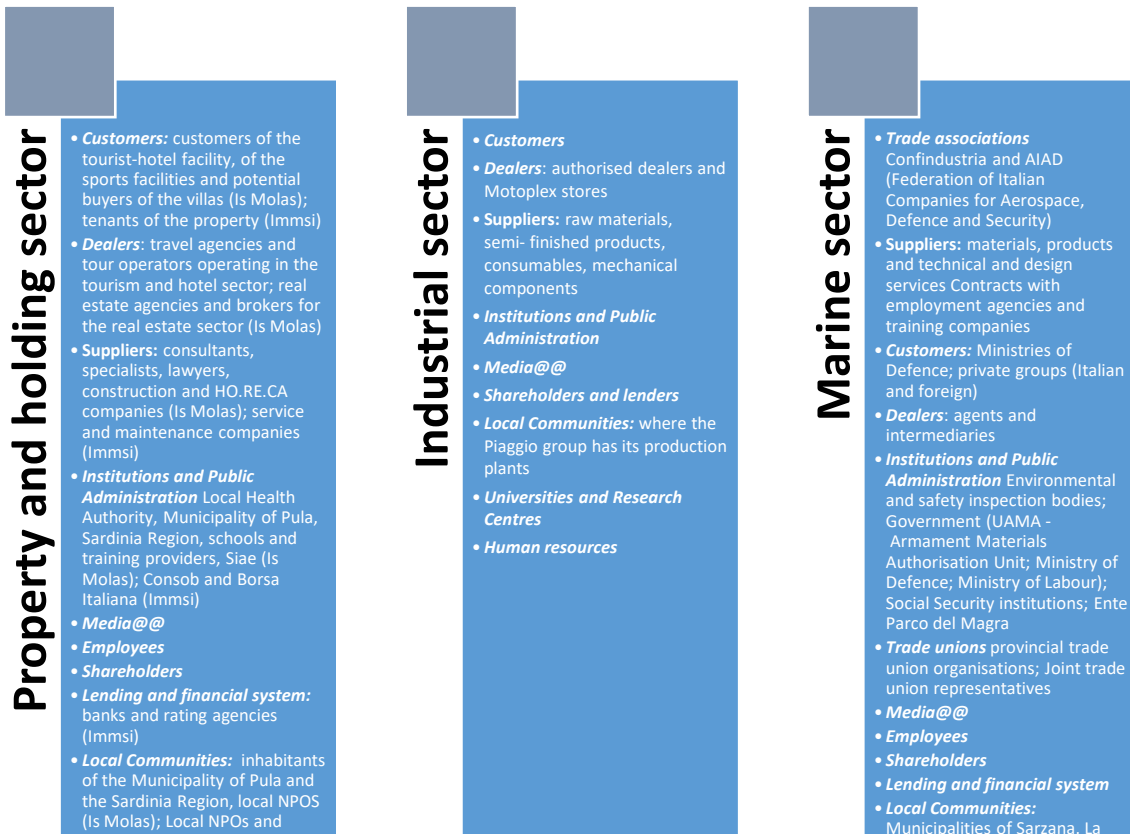 Property and holding sector
• Customers: customers of the
tourist-hotel facility, of the
sports facilities and potential
buyers of the villas (Is Molas);
tenants of the property (Immsi)
• Dealers: travel agencies and
tour operators operating in the
tourism and hotel sector; real
estate agencies and brokers for
the real estate sector (Is Molas)
• Suppliers: consultants,
specialists, lawyers,
construction and HO.RE.CA
companies (Is Molas); service
and maintenance companies
(Immsi)
• Institutions and Public
Administration Local Health
Authority, Municipality of Pula,
Sardinia Region, schools and
training providers, Siae (Is
Molas); Consob and Borsa
Italiana (Immsi)
• Media@@
• Employees
• Shareholders
• Lending and financial system:
banks and rating agencies
(Immsi)
• Local Communities: inhabitants
of the Municipality of Pula and
the Sardinia Region, local NPOS
(Is Molas); Local NPOs and
Industrial sector
• Customers
• Dealers: authorised dealers and
Motoplex stores
• Suppliers: raw materials,
semi- finished products,
consumables, mechanical
components
• Institutions and Public
Administration
• Media@@
• Shareholders and lenders
• Local Communities: where the
Piaggio group has its production
plants
• Universities and Research
Centres
• Human resources
Marine sector
• Trade associations
Confindustria and AIAD
(Federation of Italian
Companies for Aerospace,
Defence and Security)
• Suppliers: materials, products
and technical and design
services Contracts with
employment agencies and
training companies
• Customers: Ministries of
Defence; private groups (Italian
and foreign)
• Dealers: agents and
intermediaries
• Institutions and Public
Administration Environmental
and safety inspection bodies;
Government (UAMA -
Armament Materials
Authorisation Unit; Ministry of
Defence; Ministry of Labour);
Social Security institutions; Ente
Parco del Magra
• Trade unions provincial trade
union organisations; Joint trade
union representatives
• Media@@
• Employees
• Shareholders
• Lending and financial system
• Local Communities:
Municipalities of Sarzana, La